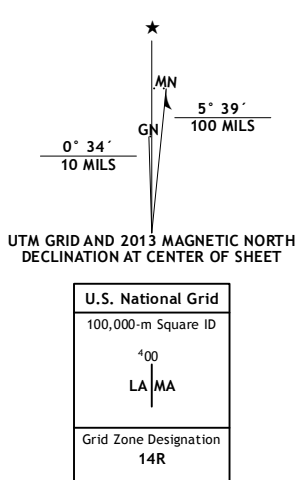 ★
MN
GN
5° 39´
100 MILS
0° 34´
10 MILS
UTM GRID AND 2013 MAGNETIC NORTH
DECLINATION AT CENTER OF SHEET
U.S. National Grid
100,000-m Square ID
⁴00
LA MA
Grid Zone Designation
14R